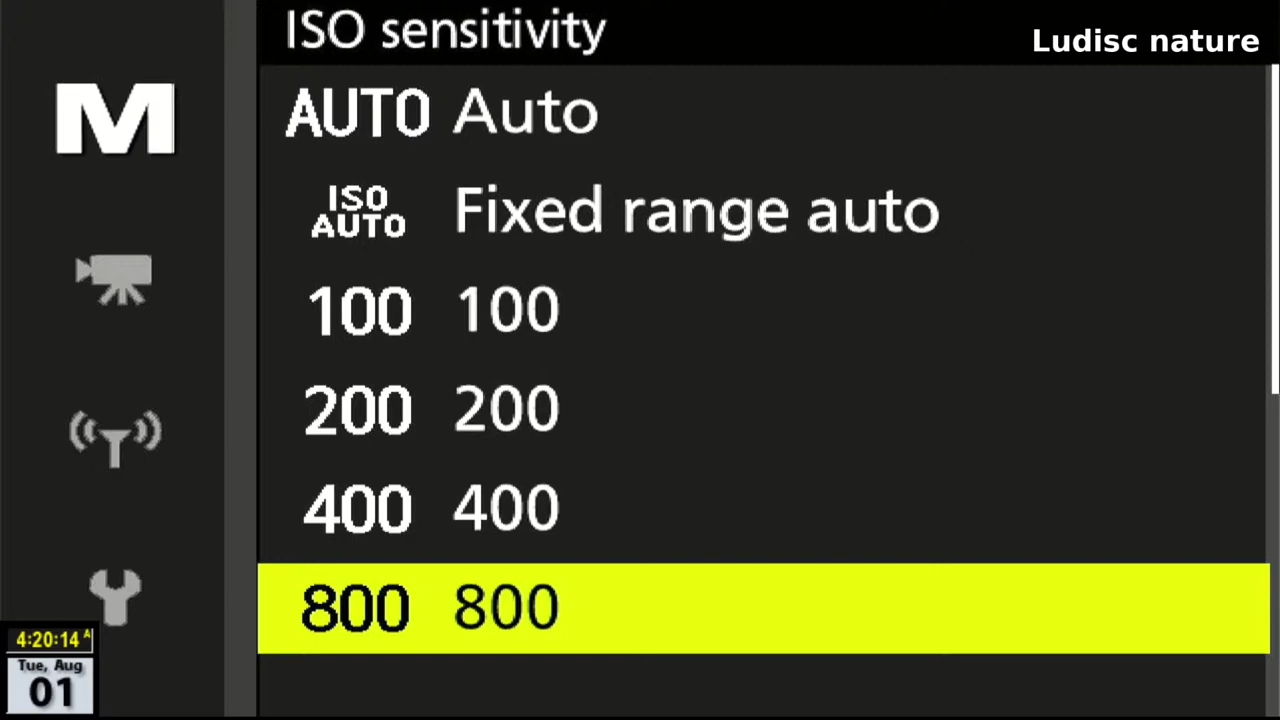 ISO sensitivity
Ludisc nature
M
AUTO Auto
ISO AUTO Fixed range auto
100 100
200 200
400 400
800 800
4:20:14 A
Tue, Aug
01